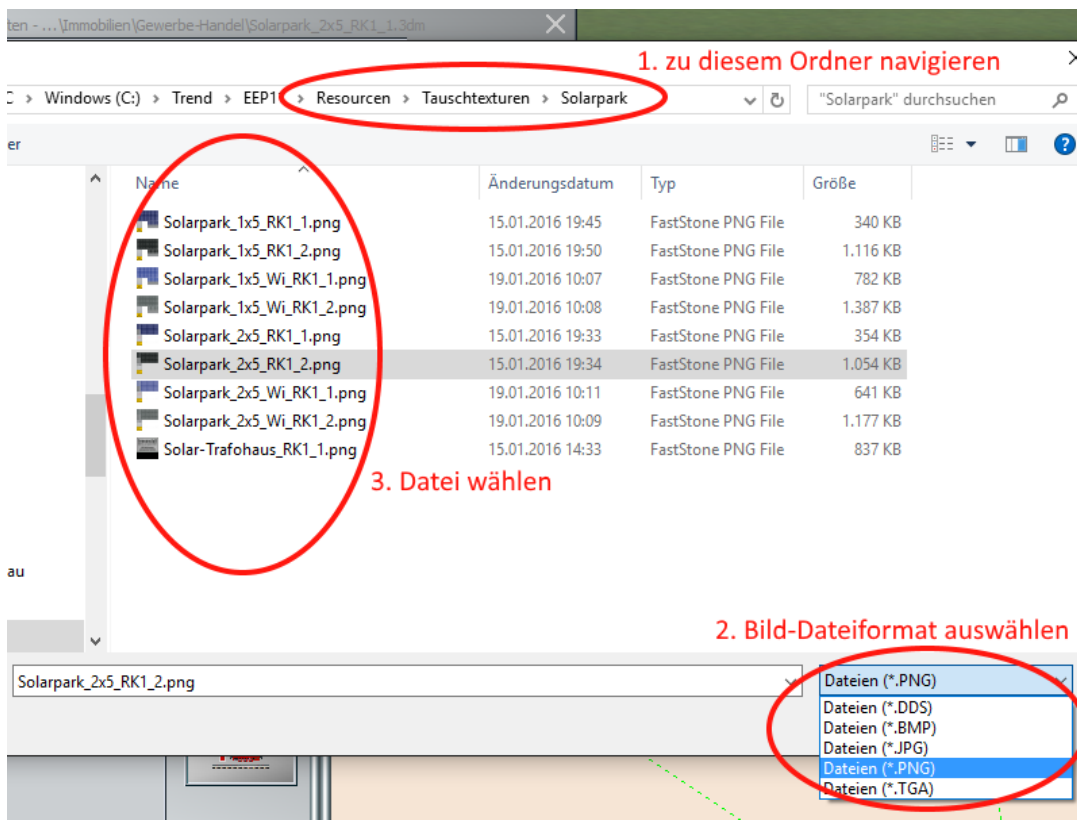 ten - ...\Immobilien\Gewerbe-Handel\Solarpark_2x5_RK1_1.3dm
1. zu diesem Ordner navigieren
Windows (C:) > Trend > EEP1 > Resourcen > Tauschtexturen > Solarpark
"Solarpark" durchsuchen
er
Name Änderungsdatum Typ Größe
Solarpark_1x5_RK1_1.png 15.01.2016 19:45 FastStone PNG File 340 KB
Solarpark_1x5_RK1_2.png 15.01.2016 19:50 FastStone PNG File 1.116 KB
Solarpark_1x5_Wi_RK1_1.png 19.01.2016 10:07 FastStone PNG File 782 KB
Solarpark_1x5_Wi_RK1_2.png 19.01.2016 10:08 FastStone PNG File 1.387 KB
Solarpark_2x5_RK1_1.png 15.01.2016 19:33 FastStone PNG File 354 KB
Solarpark_2x5_RK1_2.png 15.01.2016 19:34 FastStone PNG File 1.054 KB
Solarpark_2x5_Wi_RK1_1.png 19.01.2016 10:11 FastStone PNG File 641 KB
Solarpark_2x5_Wi_RK1_2.png 19.01.2016 10:09 FastStone PNG File 1.177 KB
Solar-Trafohaus_RK1_1.png 15.01.2016 14:33 FastStone PNG File 837 KB
3. Datei wählen
au
2. Bild-Dateiformat auswählen
Solarpark_2x5_RK1_2.png
Dateien (*.PNG)
Dateien (*.DDS)
Dateien (*.BMP)
Dateien (*.JPG)
Dateien (*.PNG)
Dateien (*.TGA)